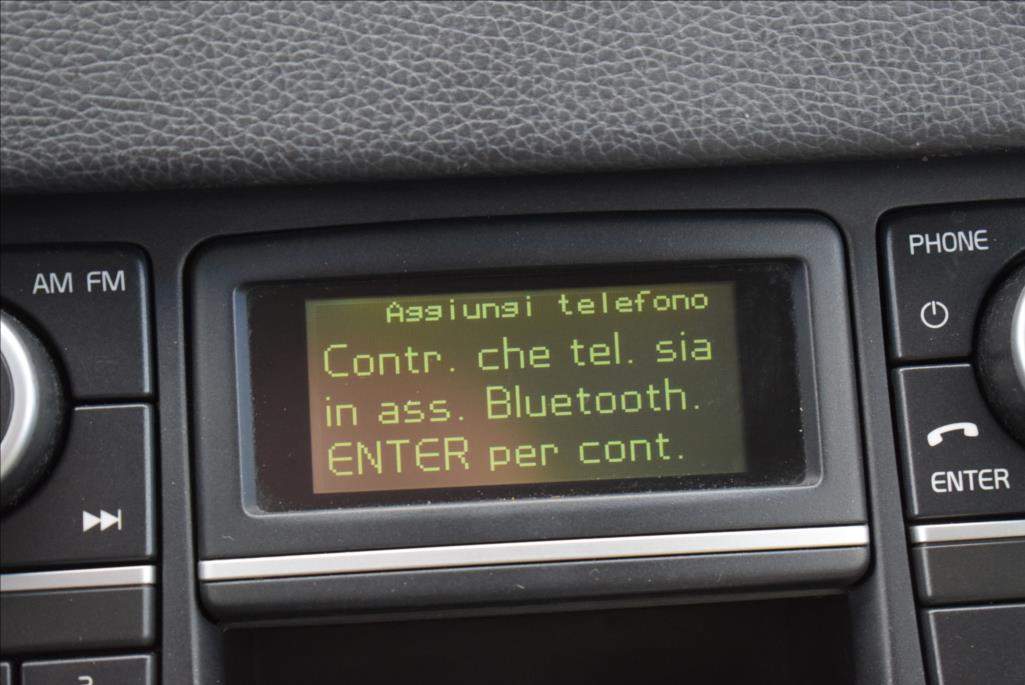 AM FM
Aggiungi telefono
Contr. che tel. sia
in ass. Bluetooth.
ENTER per cont.
PHONE
ENTER